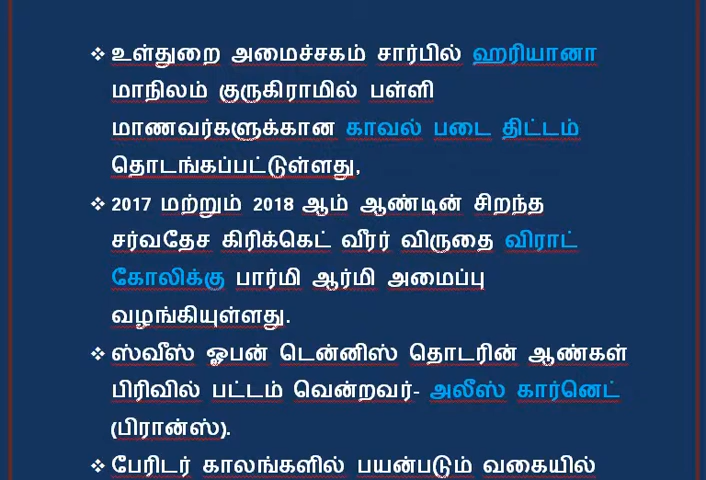 ❖ உள்துறை அமைச்சகம் சார்பில் ஹரியானா
மாநிலம் குருகிராமில் பள்ளி
மாணவர்களுக்கான காவல் படை திட்டம்
தொடங்கப்பட்டுள்ளது,
❖ 2017 மற்றும் 2018 ஆம் ஆண்டின் சிறந்த
சர்வதேச கிரிக்கெட் வீரர் விருதை விராட்
கோலிக்கு பார்மி ஆர்மி அமைப்பு
வழங்கியுள்ளது.
❖ ஸ்வீஸ் ஓபன் டென்னிஸ் தொடரின் ஆண்கள்
பிரிவில் பட்டம் வென்றவர்- அலீஸ் கார்னெட்
(பிரான்ஸ்).
❖ பேரிடர் காலங்களில் பயன்படும் வகையில்